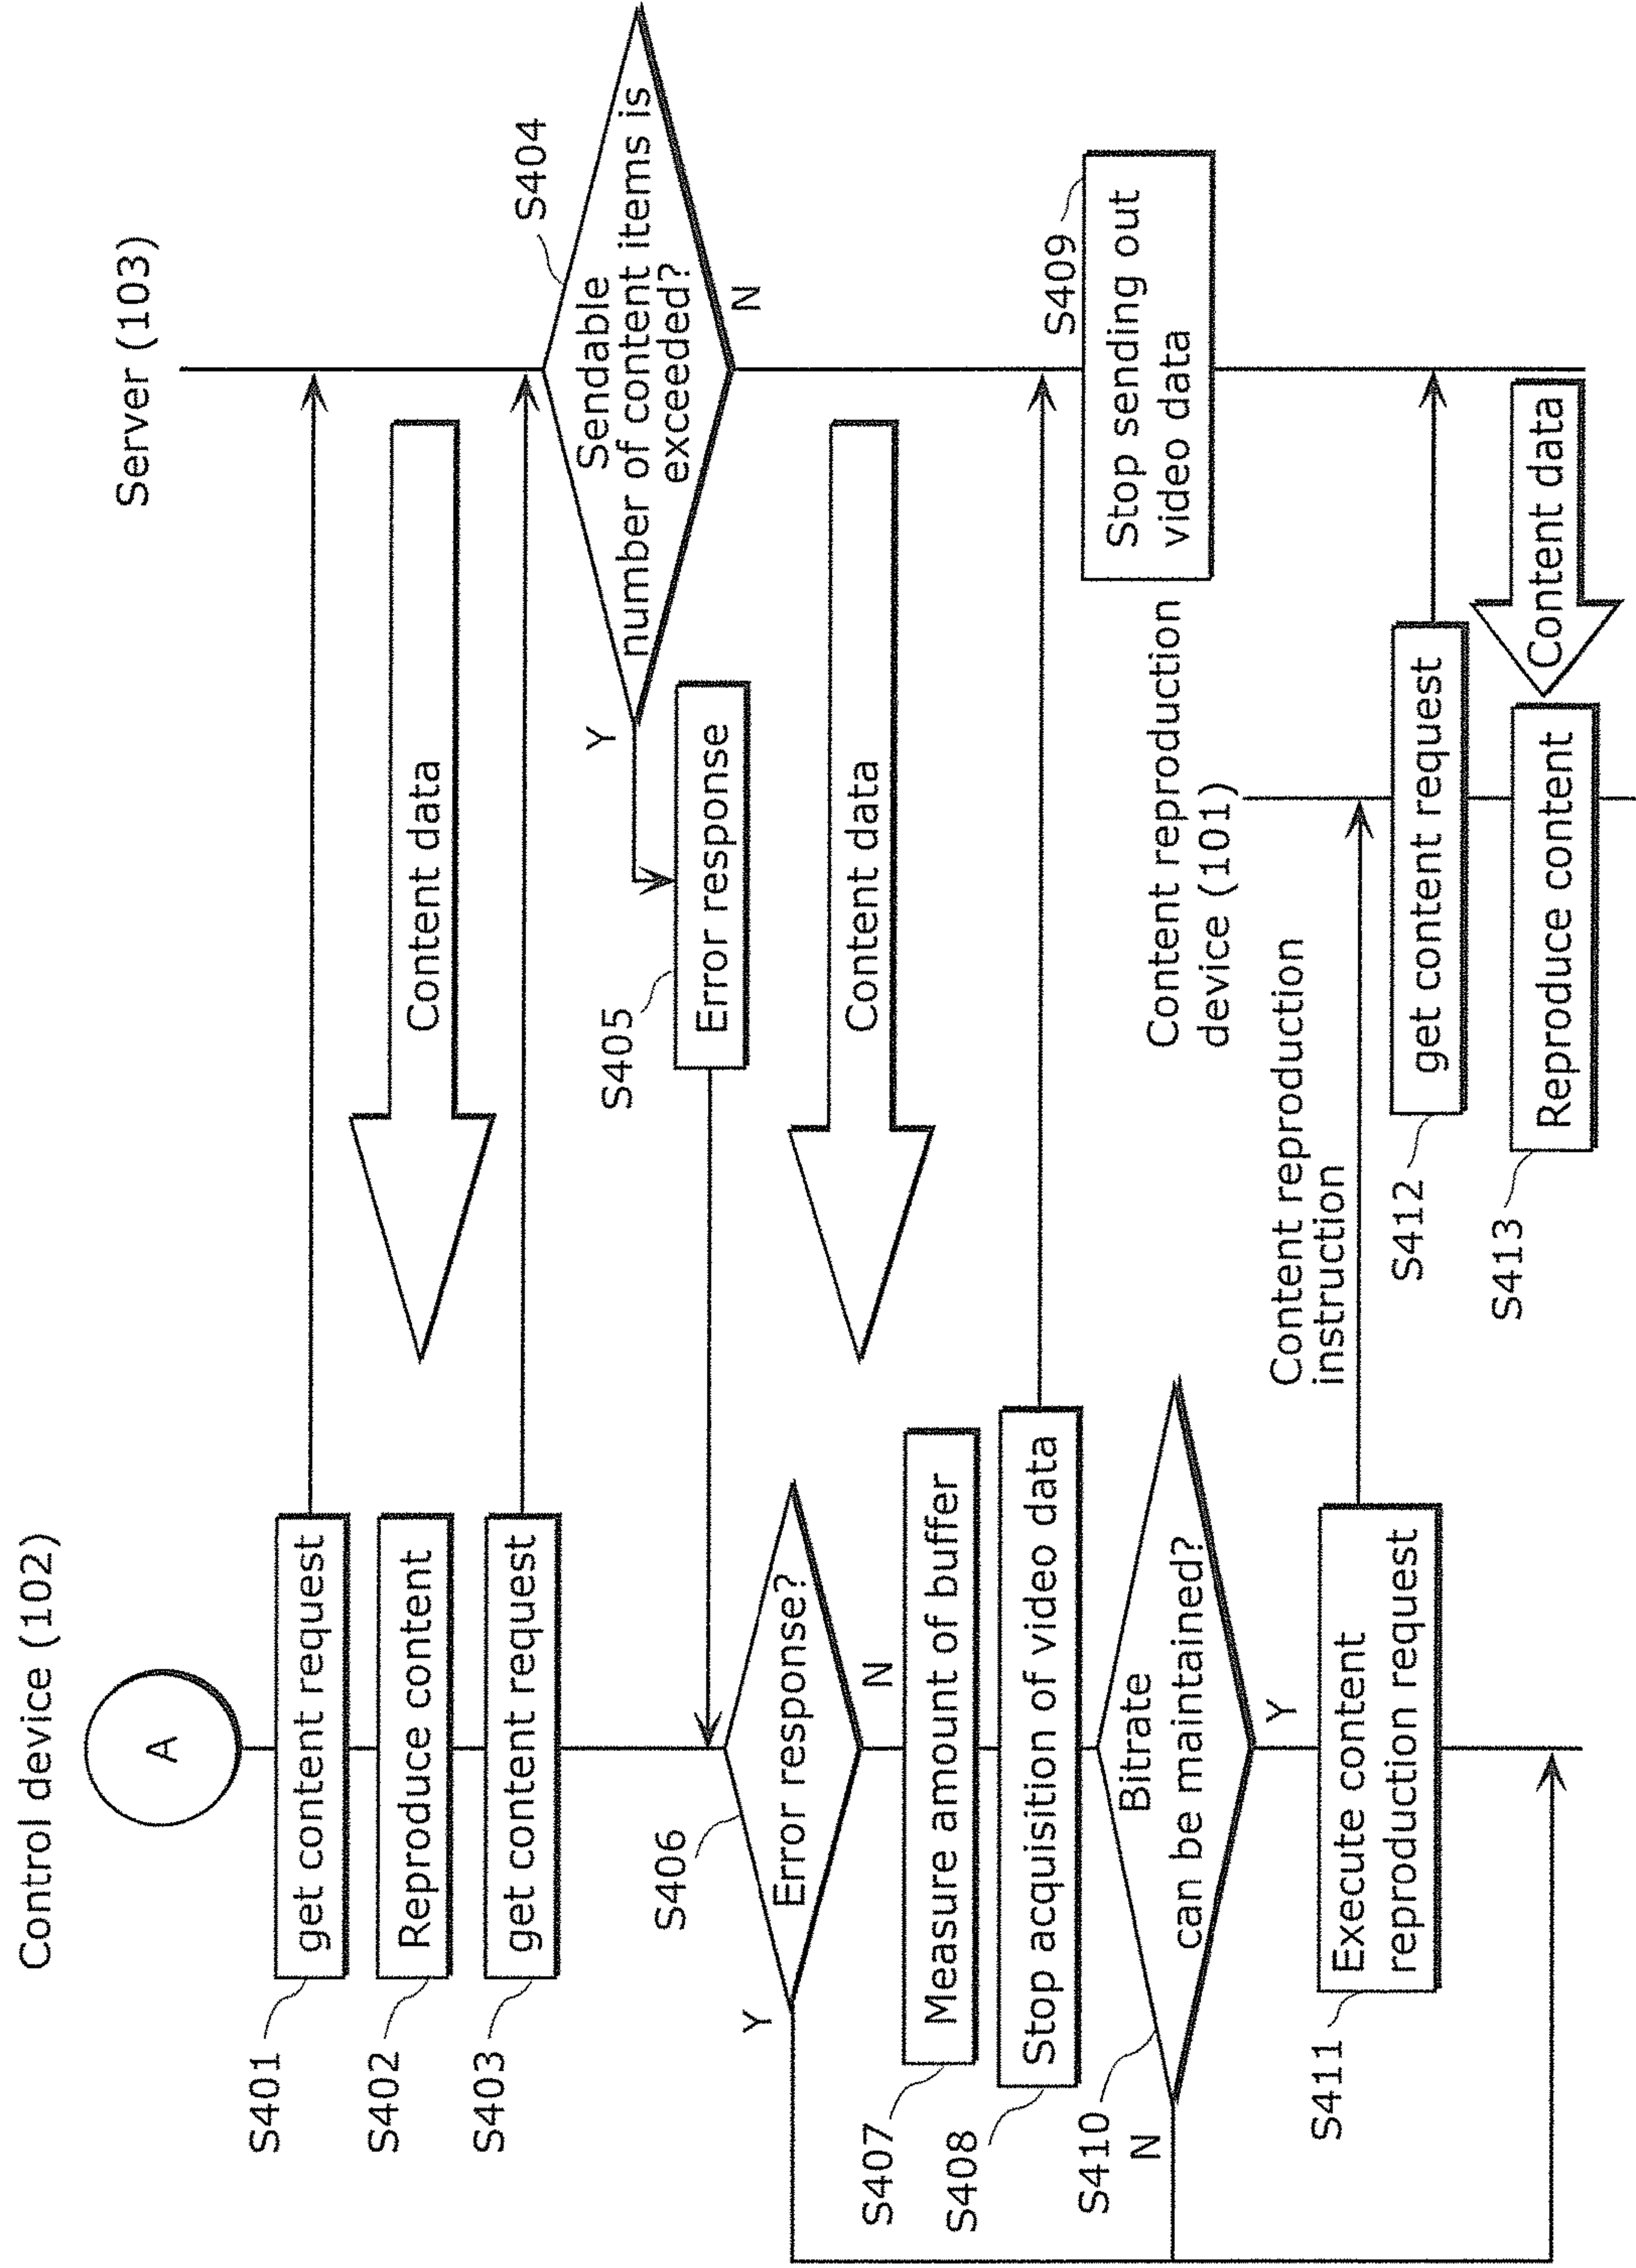 Control device (102)
Server (103)
A
S401
get content request
S402
Reproduce content
Content data
S403
get content request
S404
Sendable
number of content items is
exceeded?
Y
N
S405
Error response
S406
Error response?
Y
N
Content data
S407
Measure amount of buffer
S408
Stop acquisition of video data
S409
Stop sending out
video data
S410
Bitrate
can be maintained?
N
Y
Content reproduction
device (101)
S411
Execute content
reproduction request
Content reproduction
instruction
S412
get content request
S413
Reproduce content
Content data